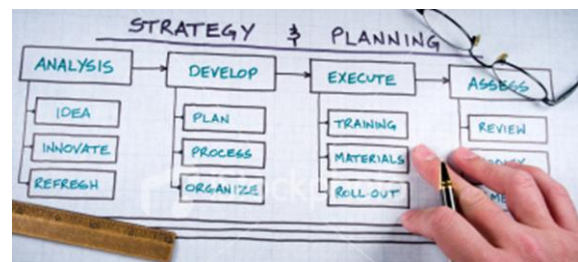 STRATEGY & PLANNING
ANALYSIS DEVELOP EXECUTE ASSESS
IDEA PLAN TRAINING REVIEW
INNOVATE PROCESS MATERIALS
REFRESH ORGANIZE ROLL-OUT